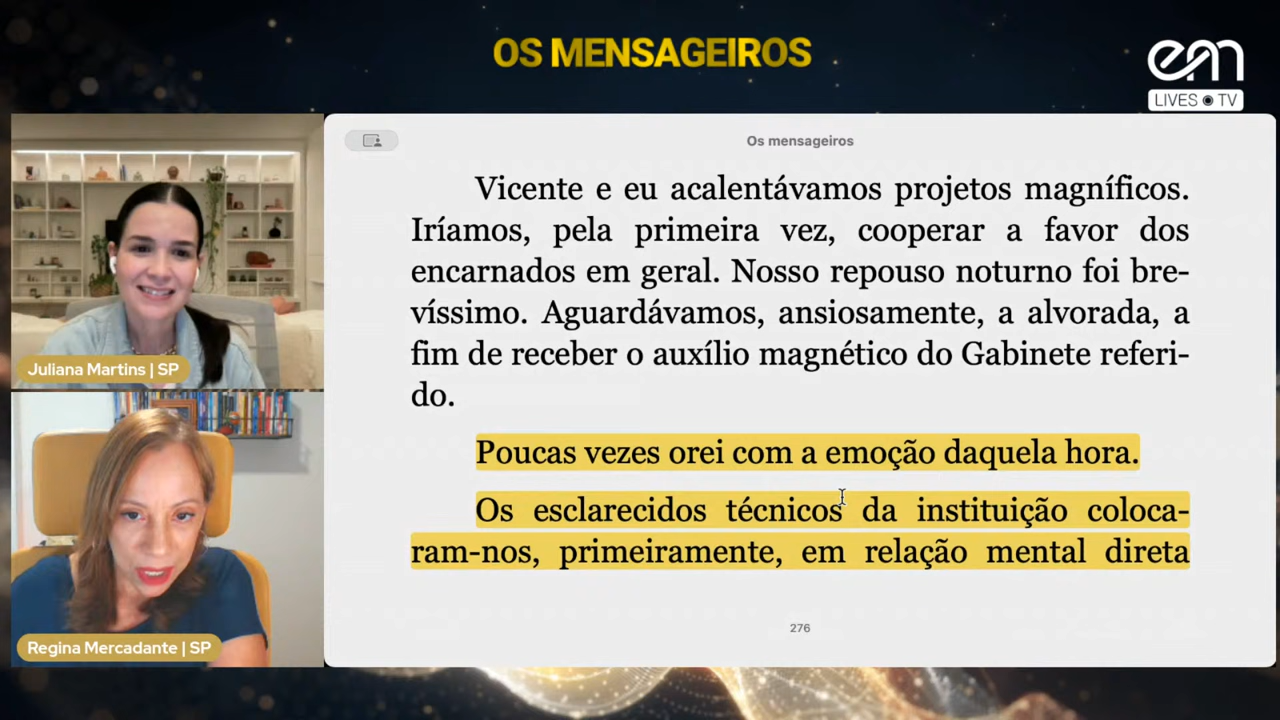 OS MENSAGEIROS
em
LIVES TV
Os mensageiros
Vicente e eu acalentávamos projetos magníficos.
Iríamos, pela primeira vez, cooperar a favor dos
encarnados em geral. Nosso repouso noturno foi bre-
víssimo. Aguardávamos, ansiosamente, a alvorada, a
fim de receber o auxílio magnético do Gabinete referi-
do.
Poucas vezes orei com a emoção daquela hora.
Os esclarecidos técnicos da instituição coloca-
ram-nos, primeiramente, em relação mental direta
276
Juliana Martins | SP
Regina Mercadante | SP